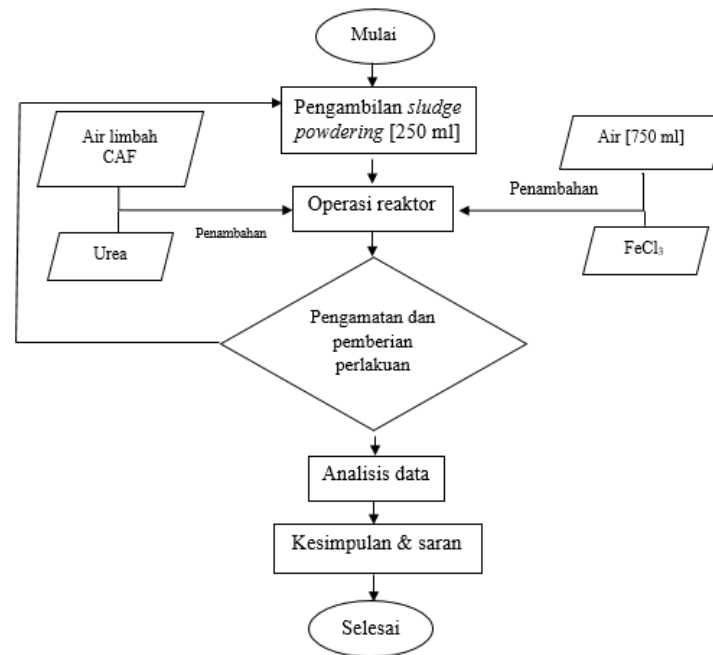 Mulai
Pengambilan sludge
powdering [250 ml]
Air limbah
CAF
Air [750 ml]
Penambahan
Operasi reaktor
Penambahan
Urea
FeCl₃
Pengamatan dan
pemberian
perlakuan
Analisis data
Kesimpulan & saran
Selesai